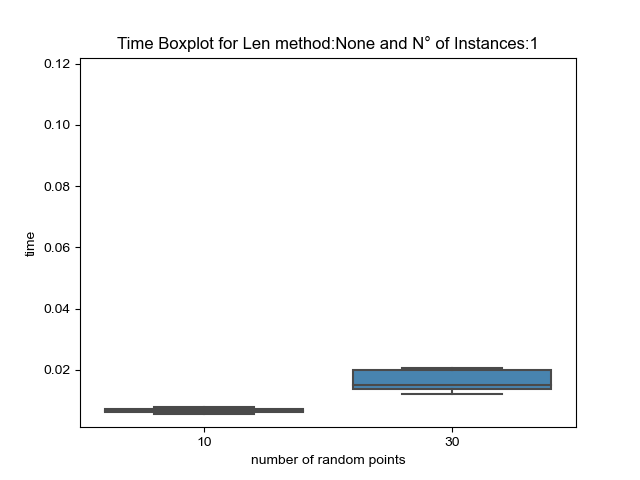 Time Boxplot for Len method:None and N° of Instances:1
0.12
0.10
0.08
0.06
0.04
0.02
time
10
30
number of random points